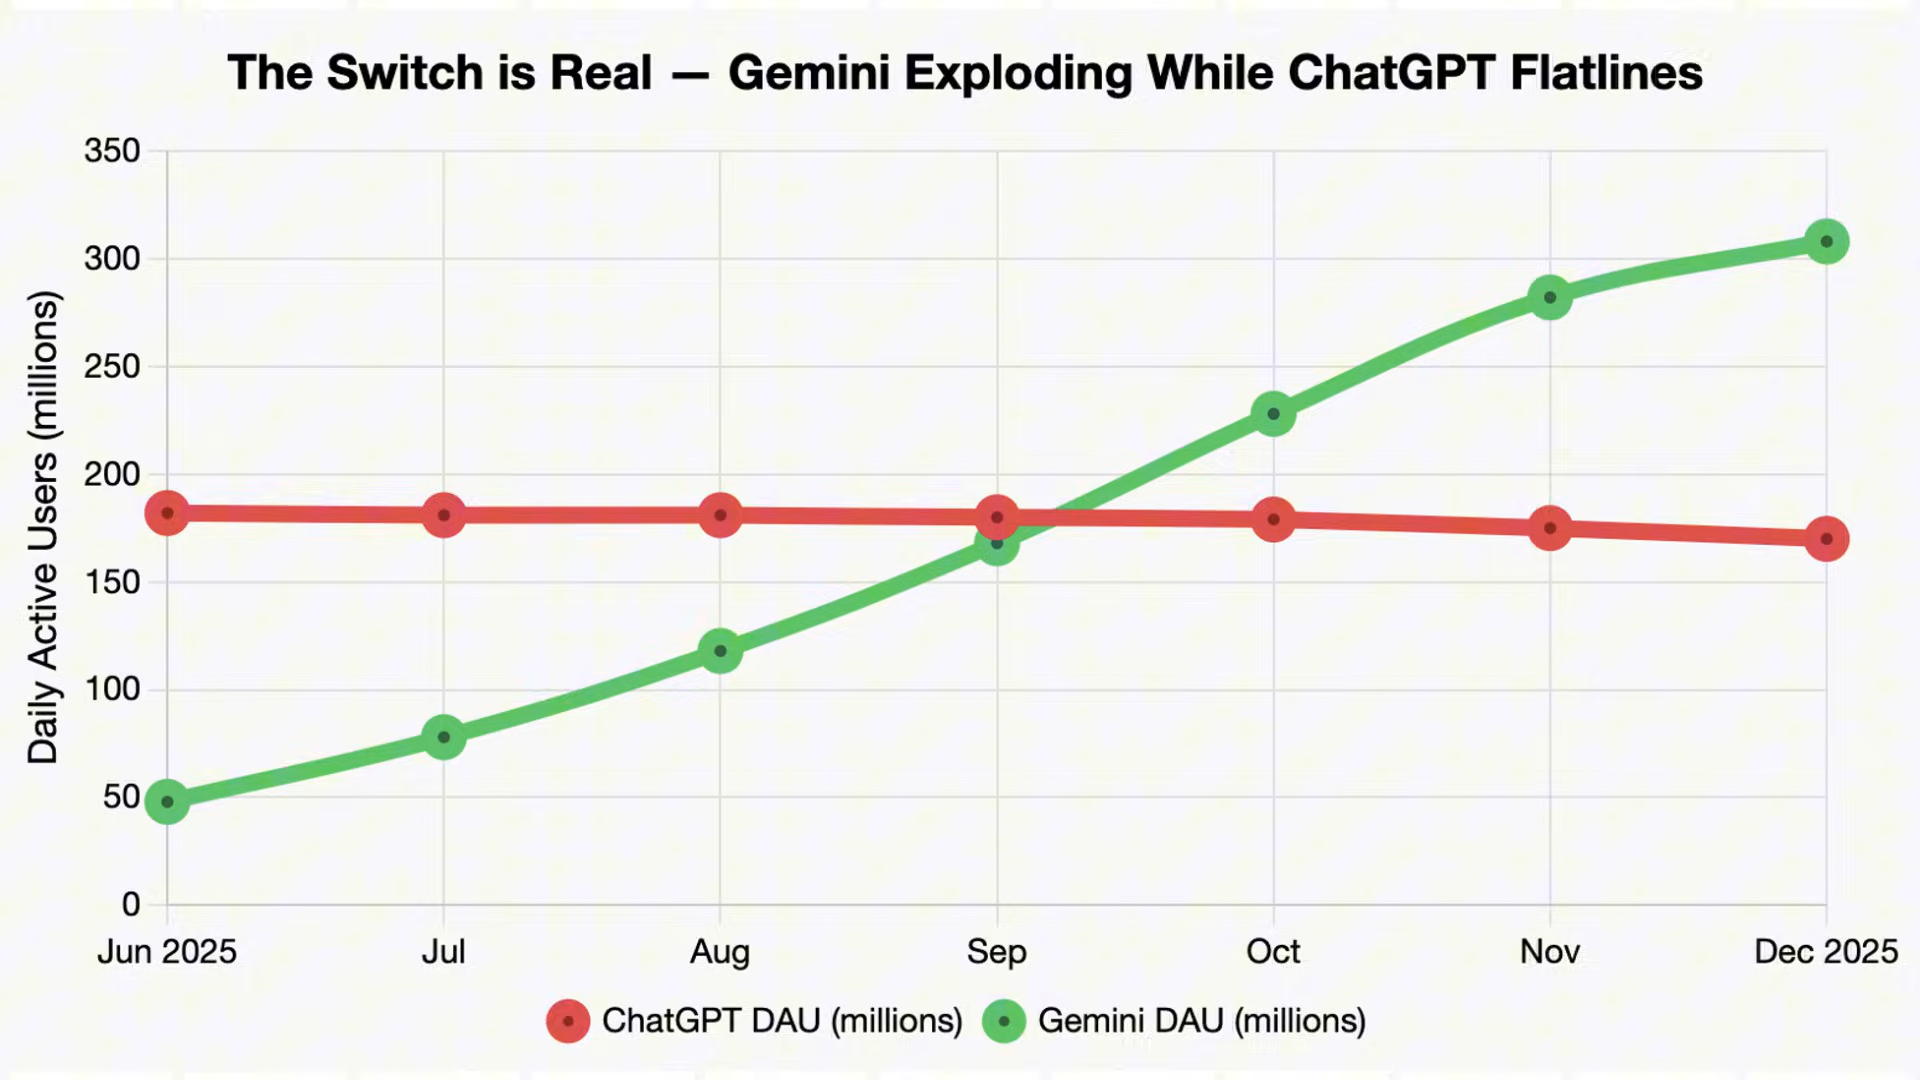 The Switch is Real — Gemini Exploding While ChatGPT Flatlines
Daily Active Users (millions)
350
300
250
200
150
100
50
0
Jun 2025 Jul Aug Sep Oct Nov Dec 2025
ChatGPT DAU (millions) Gemini DAU (millions)